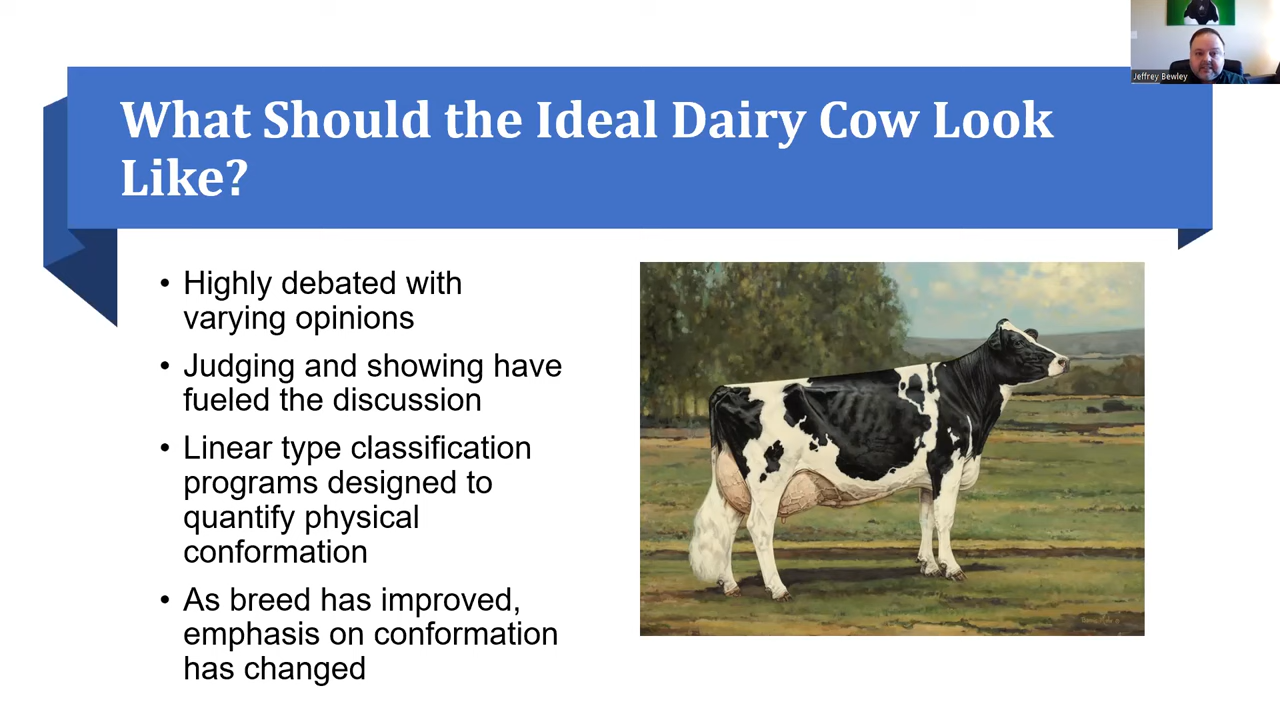 Jeffrey Bewley
What Should the Ideal Dairy Cow Look
Like?
• Highly debated with
varying opinions
• Judging and showing have
fueled the discussion
• Linear type classification
programs designed to
quantify physical
conformation
• As breed has improved,
emphasis on conformation
has changed